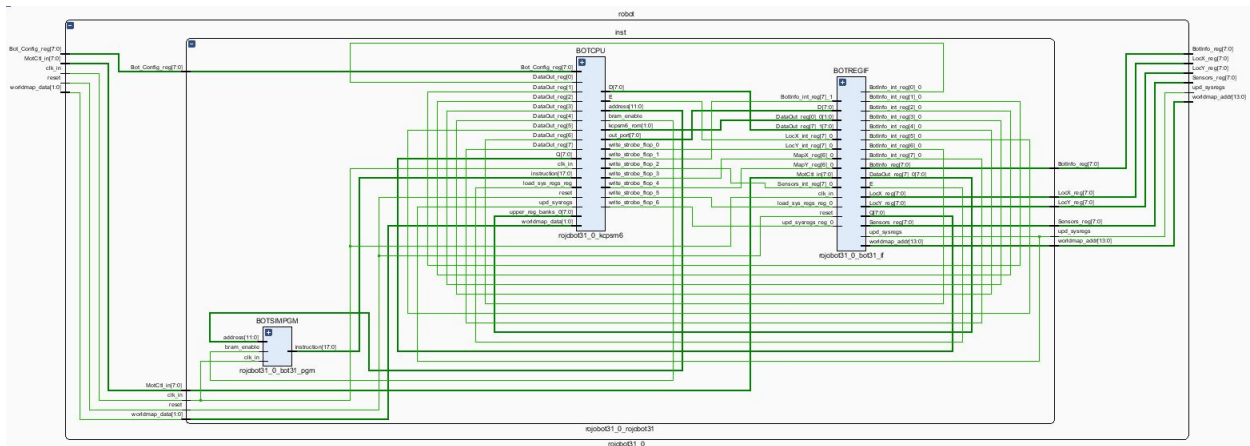 robdl
inst
Bot_Config_reg[7:0]
MotCtl_in[7:0]
clk_in
reset
worldmap_data[1:0]
Bot_Config_reg[7:0]
BOTCPU
Bot_Config_reg[7:0]
DataOut_reg[0]
DataOut_reg[1]
DataOut_reg[2]
DataOut_reg[3]
DataOut_reg[4]
DataOut_reg[5]
DataOut_reg[6]
DataOut_reg[7]
Q[7:0]
clk_in
instruction[17:0]
load_sys_regs_reg
reset
upd_sysregs
upper_reg_banks_0[7:0]
worldmap_data[1:0]
D[7:0]
E
address[11:0]
bram_enable
kcpsm6_rom[1:0]
out_port[7:0]
write_strobe_flop_0
write_strobe_flop_1
write_strobe_flop_2
write_strobe_flop_3
write_strobe_flop_4
write_strobe_flop_5
write_strobe_flop_6
rojobot31_0_kcpsm6
BOTREGIF
BotInfo_int_reg[7]_1
D[7:0]
DataOut_reg[0]_0[1:0]
DataOut_reg[7]_1[7:0]
LocX_int_reg[7]_0
LocY_int_reg[7]_0
MapX_reg[6]_0
MapY_reg[6]_0
MotCtl_in[7:0]
Sensors_int_reg[7]_0
clk_in
load_sys_regs_reg_0
reset
upd_sysregs_reg_0
BotInfo_int_reg[0]_0
BotInfo_int_reg[1]_0
BotInfo_int_reg[2]_0
BotInfo_int_reg[3]_0
BotInfo_int_reg[4]_0
BotInfo_int_reg[5]_0
BotInfo_int_reg[6]_0
BotInfo_int_reg[7]_0
BotInfo_reg[7:0]
DataOut_reg[7]_0[7:0]
E
LocX_reg[7:0]
LocY_reg[7:0]
Q[7:0]
Sensors_reg[7:0]
upd_sysregs
worldmap_addr[13:0]
rojobot31_0_bot31_if
BotInfo_reg[7:0]
LocX_reg[7:0]
LocY_reg[7:0]
Sensors_reg[7:0]
upd_sysregs
worldmap_addr[13:0]
BotInfo_reg[7:0]
LocX_reg[7:0]
LocY_reg[7:0]
Sensors_reg[7:0]
upd_sysregs
worldmap_addr[13:0]
BOTSIMPGM
address[11:0]
bram_enable
clk_in
instruction[17:0]
rojobot31_0_bot31_pgm
MotCtl_in[7:0]
clk_in
reset
worldmap_data[1:0]
rojobot31_0_rojobot31
rojobot31_0